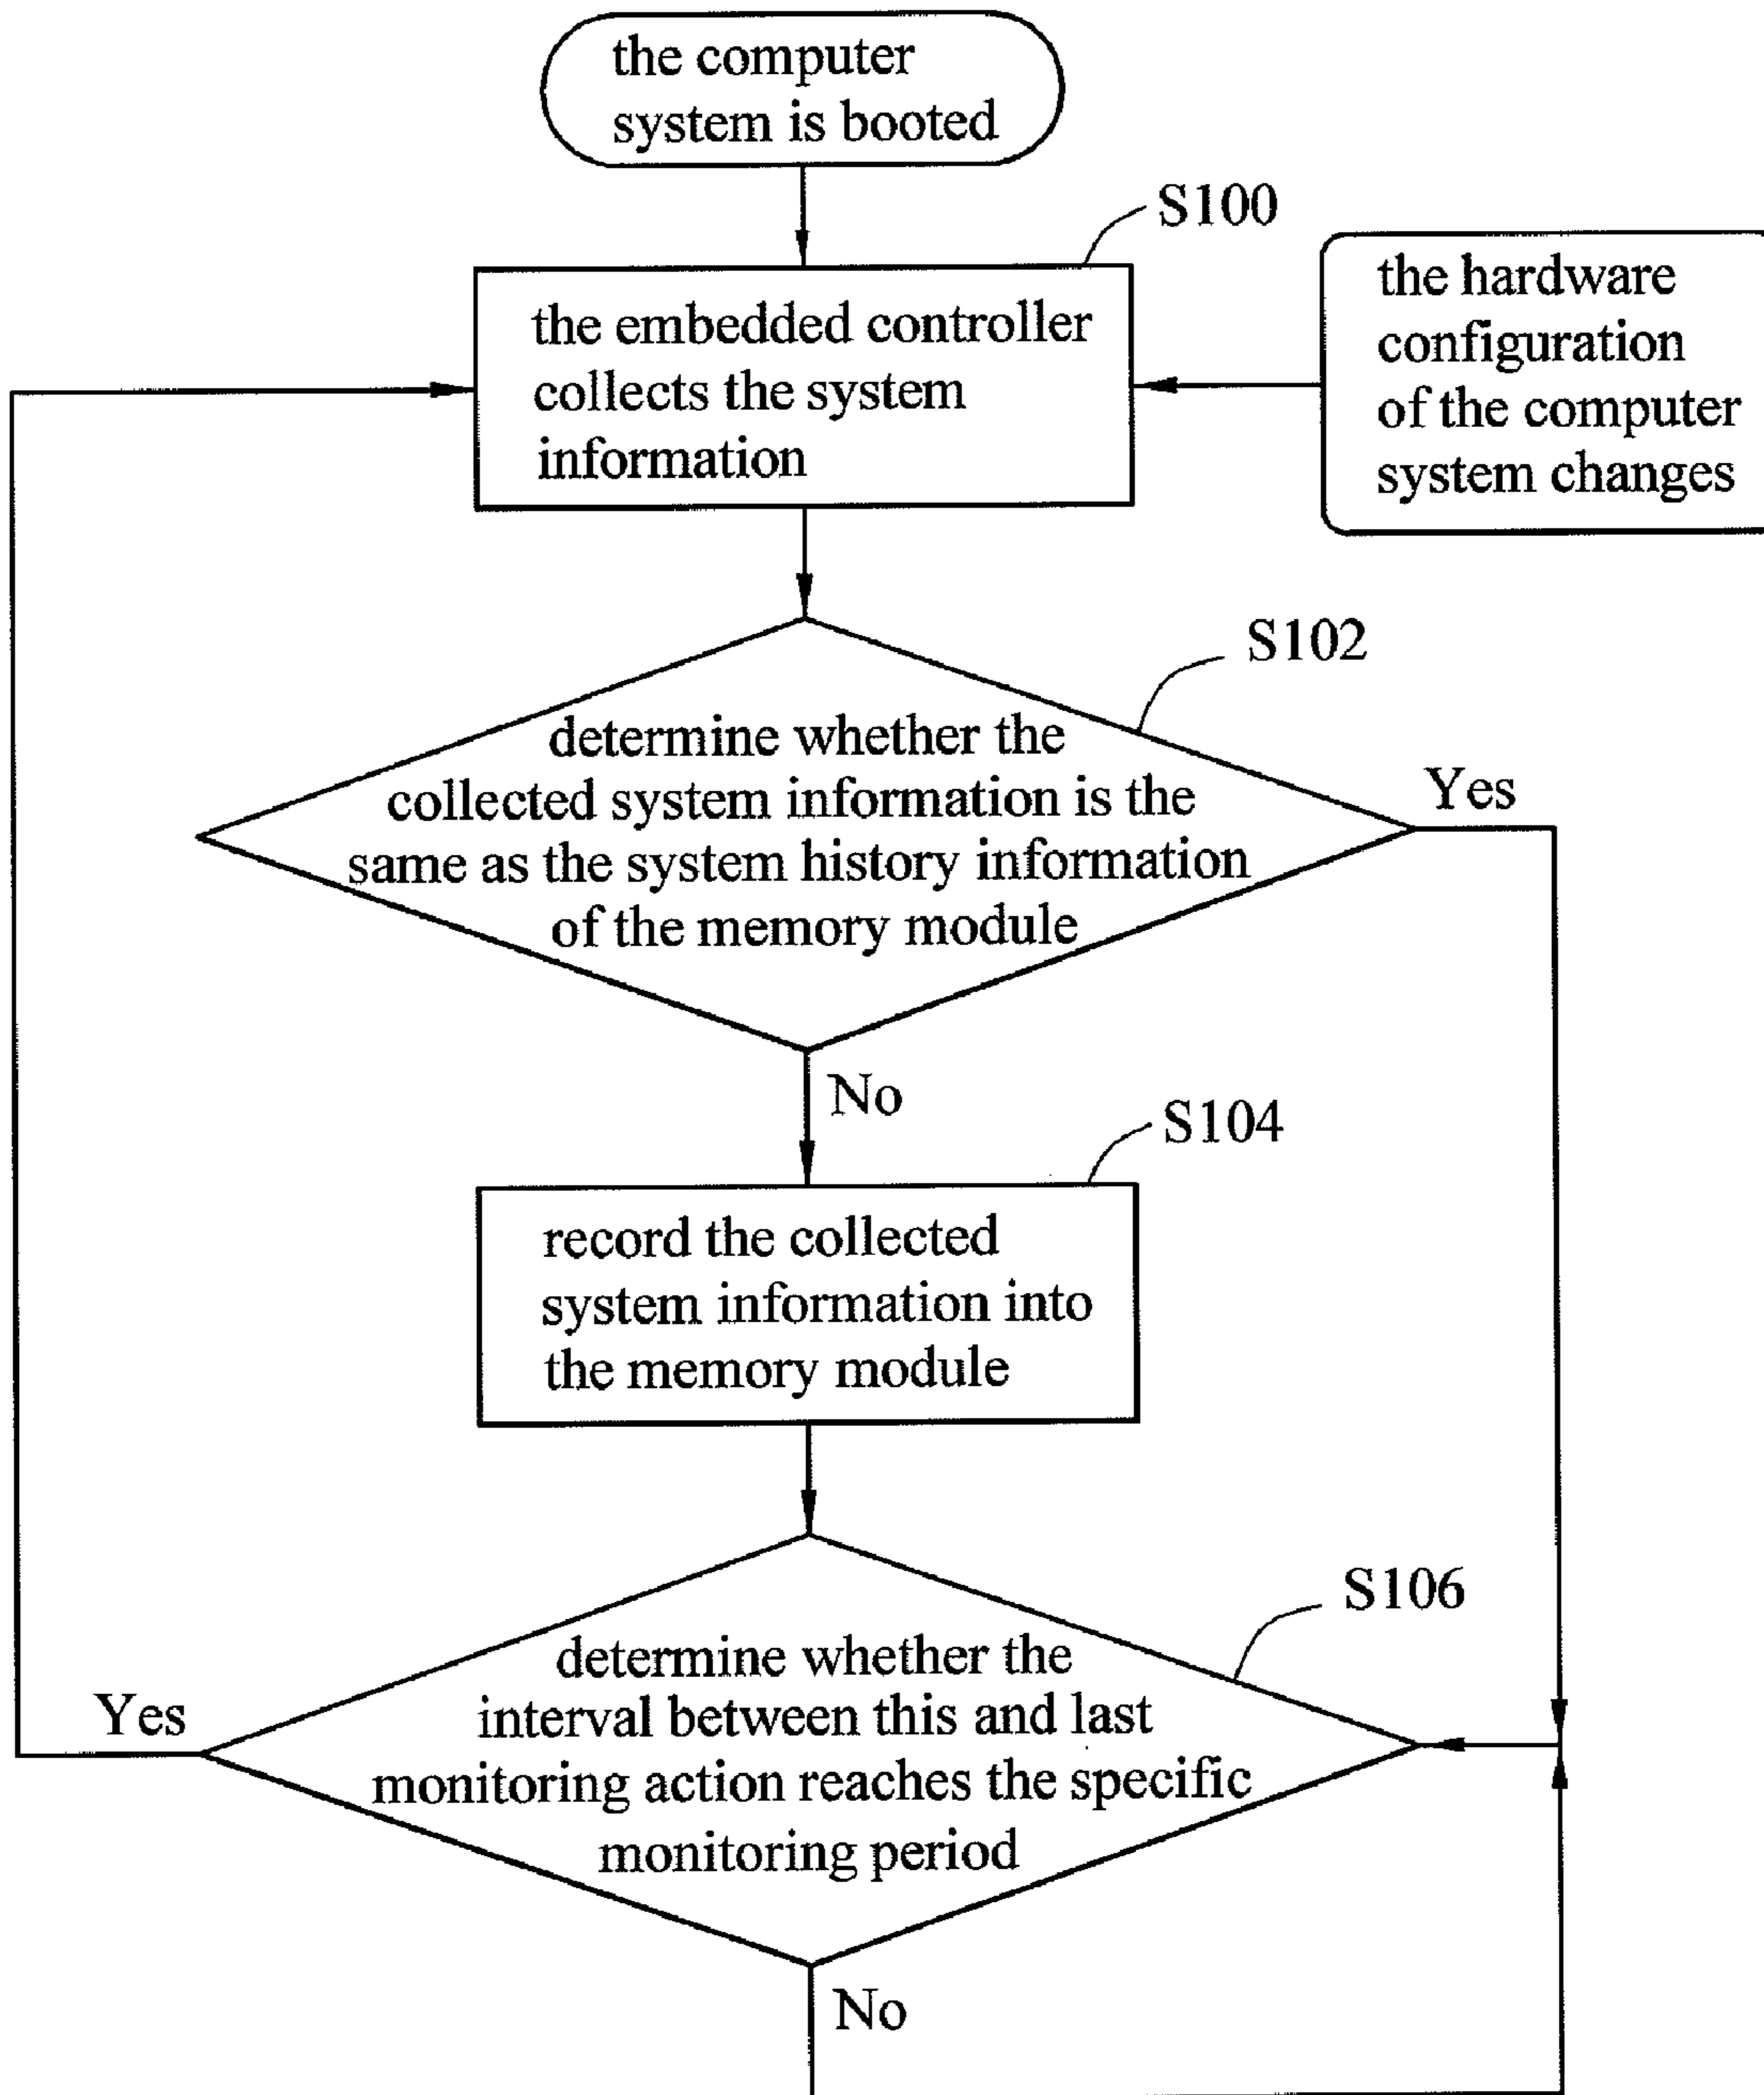 the computer
system is booted
S100
the embedded controller
collects the system
information
the hardware
configuration
of the computer
system changes
S102
determine whether the
collected system information is the
same as the system history information
of the memory module
Yes
No
S104
record the collected
system information into
the memory module
S106
determine whether the
interval between this and last
monitoring action reaches the specific
monitoring period
Yes
No